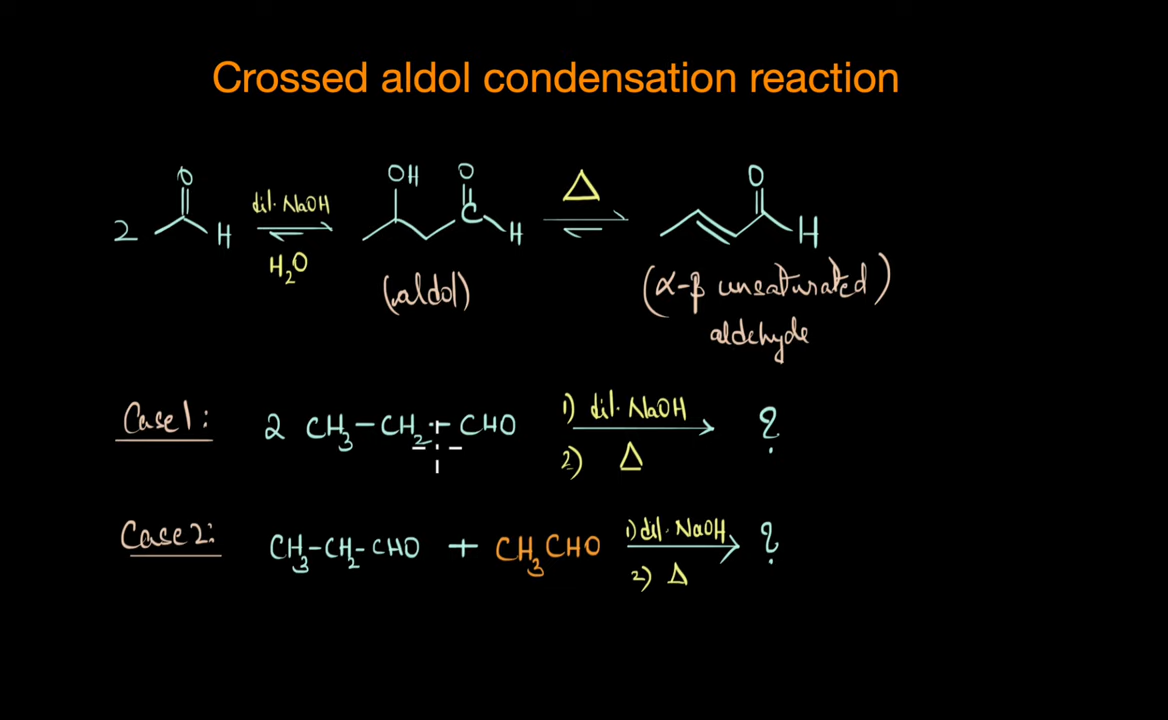 Crossed aldol condensation reaction
2 O H dil. NaOH H₂O OH O C H Δ O H
(aldol)
(α-β unsaturated)
aldehyde
Case 1: 2 CH₃-CH₂-CHO 1) dil. NaOH 2) Δ ?
Case 2: CH₃-CH₂-CHO + CH₃CHO 1) dil. NaOH 2) Δ ?